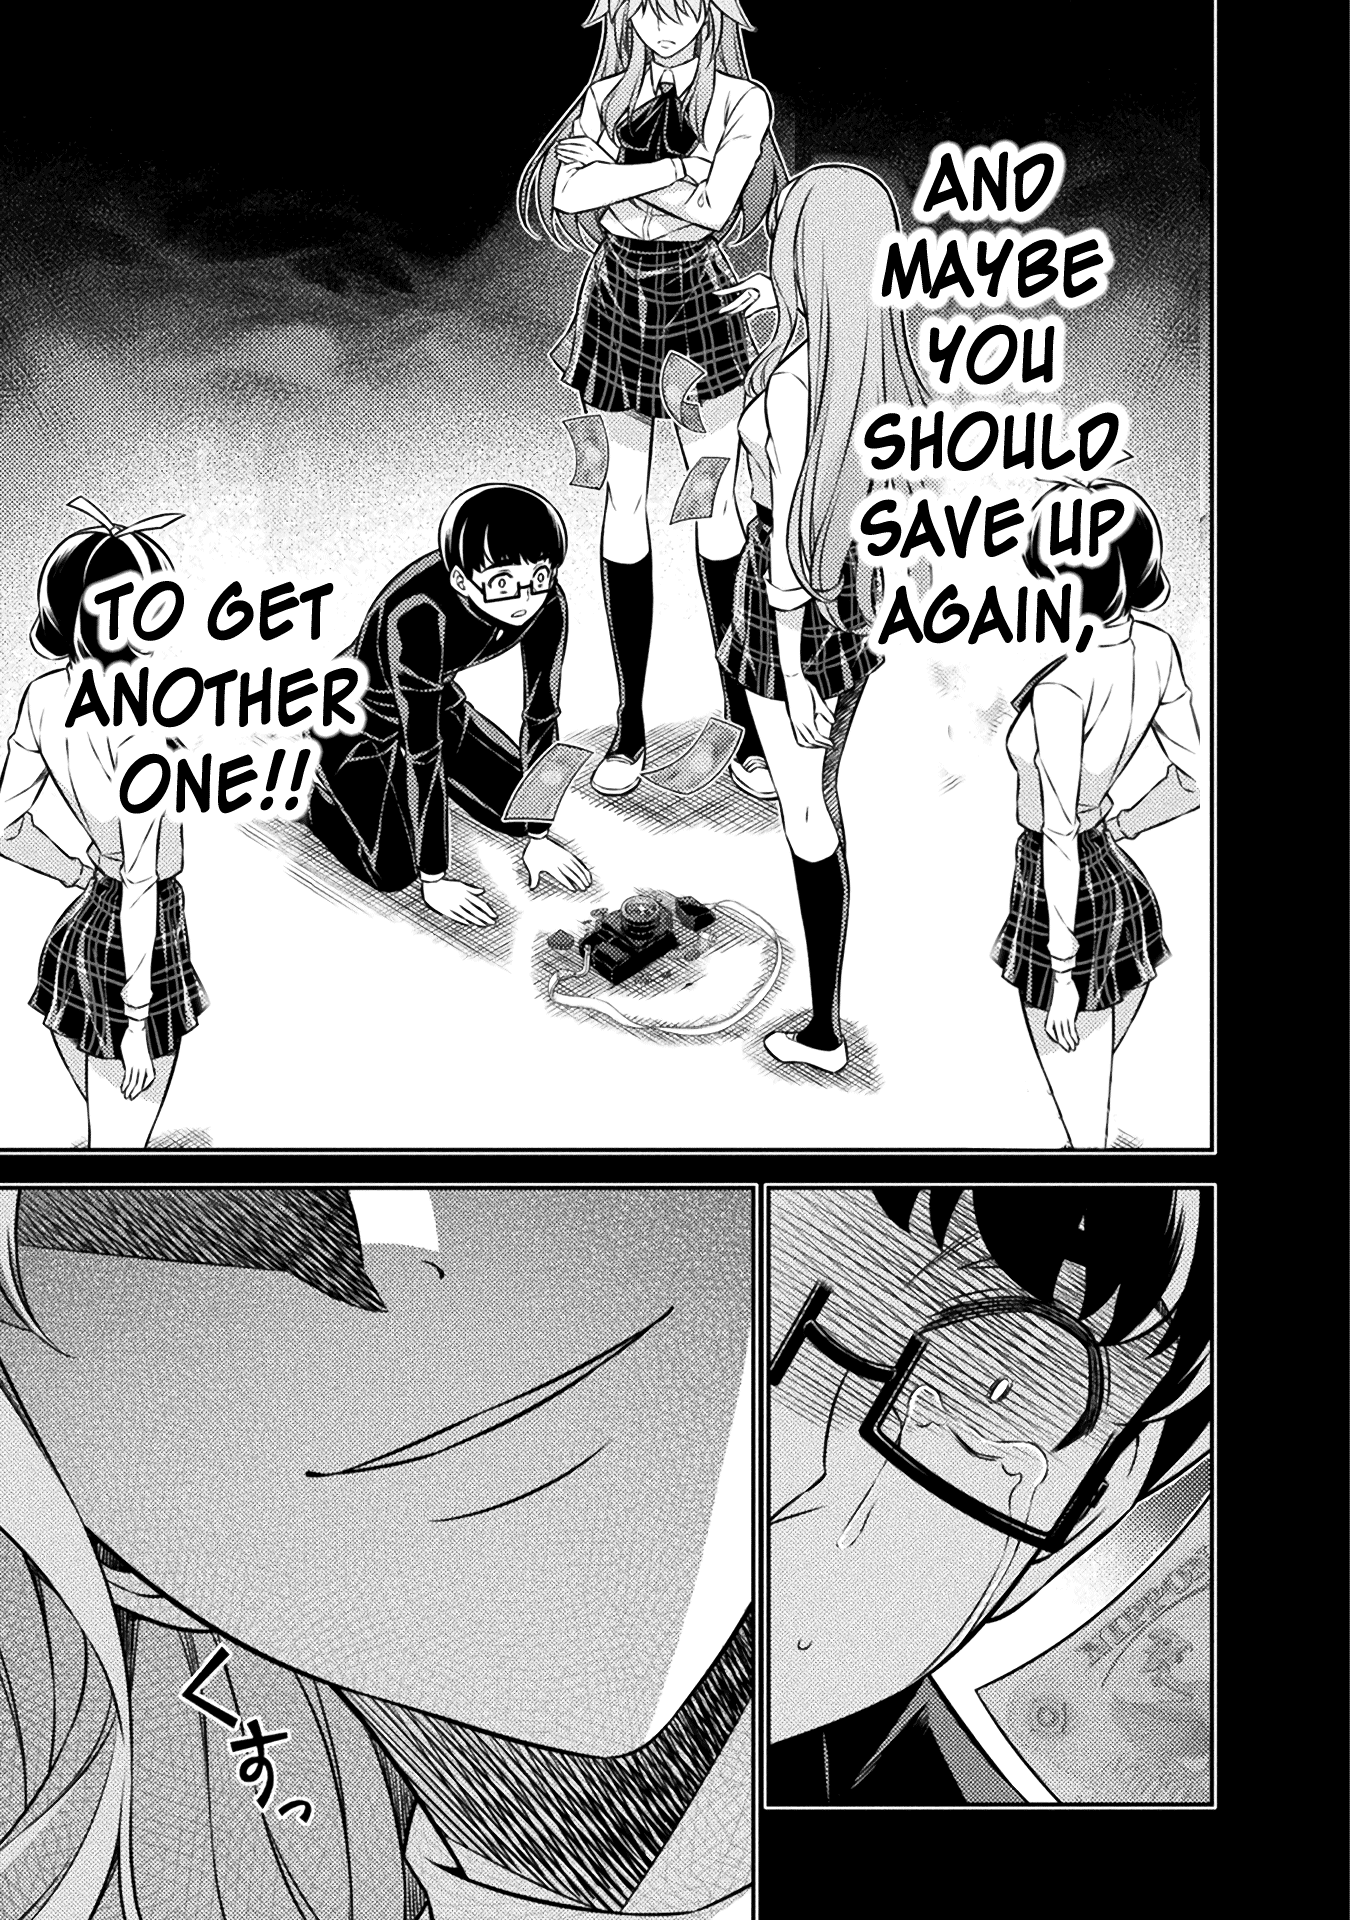 AND
MAYBE
YOU
SHOULD
SAVE UP
AGAIN,
TO GET
ANOTHER
ONE!!
くすっ